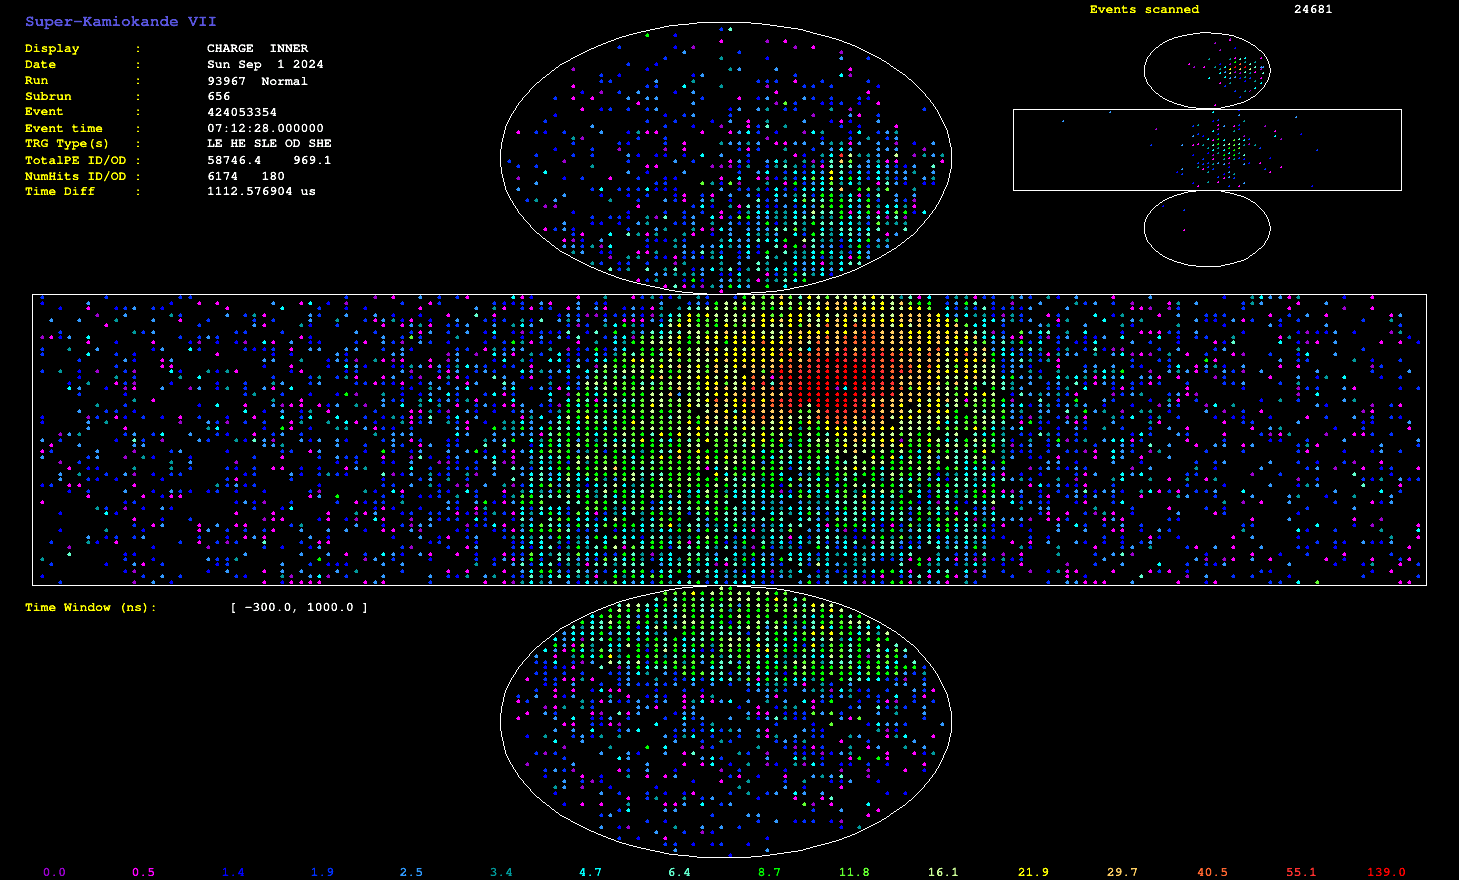 Super-Kamiokande VII
Display : CHARGE INNER
Date : Sun Sep 1 2024
Run : 93967 Normal
Subrun : 656
Event : 424053354
Event time : 07:12:28.000000
TRG Type(s) : LE HE SLE OD SHE
TotalPE ID/OD : 58746.4 969.1
NumHits ID/OD : 6174 180
Time Diff : 1112.576904 us
Events scanned 24681
Time Window (ns): [ -300.0, 1000.0 ]
0.0 0.5 1.4 1.9 2.5 3.4 4.7 6.4 8.7 11.8 16.1 21.9 29.7 40.5 55.1 139.0